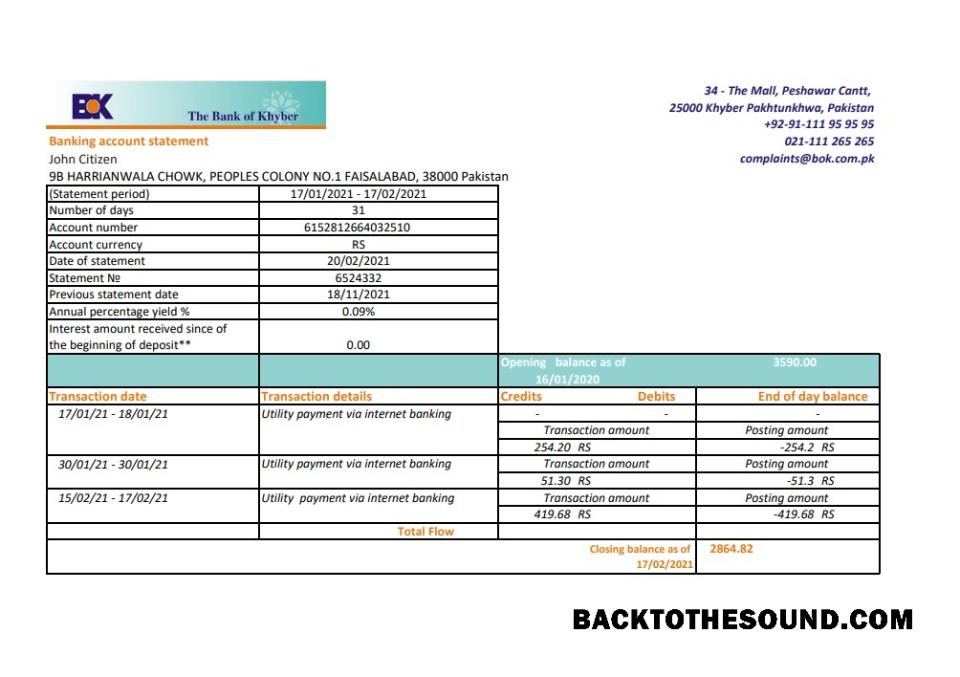 BOK The Bank of Khyber
34 - The Mall, Peshawar Cantt,
25000 Khyber Pakhtunkhwa, Pakistan
+92-91-111 95 95 95
021-111 265 265
complaints@bok.com.pk
Banking account statement
John Citizen
9B HARRIANWALA CHOWK, PEOPLES COLONY NO.1 FAISALABAD, 38000 Pakistan
(Statement period) 17/01/2021 - 17/02/2021
Number of days 31
Account number 6152812664032510
Account currency RS
Date of statement 20/02/2021
Statement № 6524332
Previous statement date 18/11/2021
Annual percentage yield % 0.09%
Interest amount received since of
the beginning of deposit** 0.00
Opening balance as of 3590.00
16/01/2020
Transaction date Transaction details Credits Debits End of day balance
17/01/21 - 18/01/21 Utility payment via internet banking - - -
Transaction amount Posting amount
254.20 RS -254.2 RS
30/01/21 - 30/01/21 Utility payment via internet banking Transaction amount Posting amount
51.30 RS -51.3 RS
15/02/21 - 17/02/21 Utility payment via internet banking Transaction amount Posting amount
419.68 RS -419.68 RS
Total Flow
Closing balance as of 2864.82
17/02/2021
BACKTOTHESOUND.COM